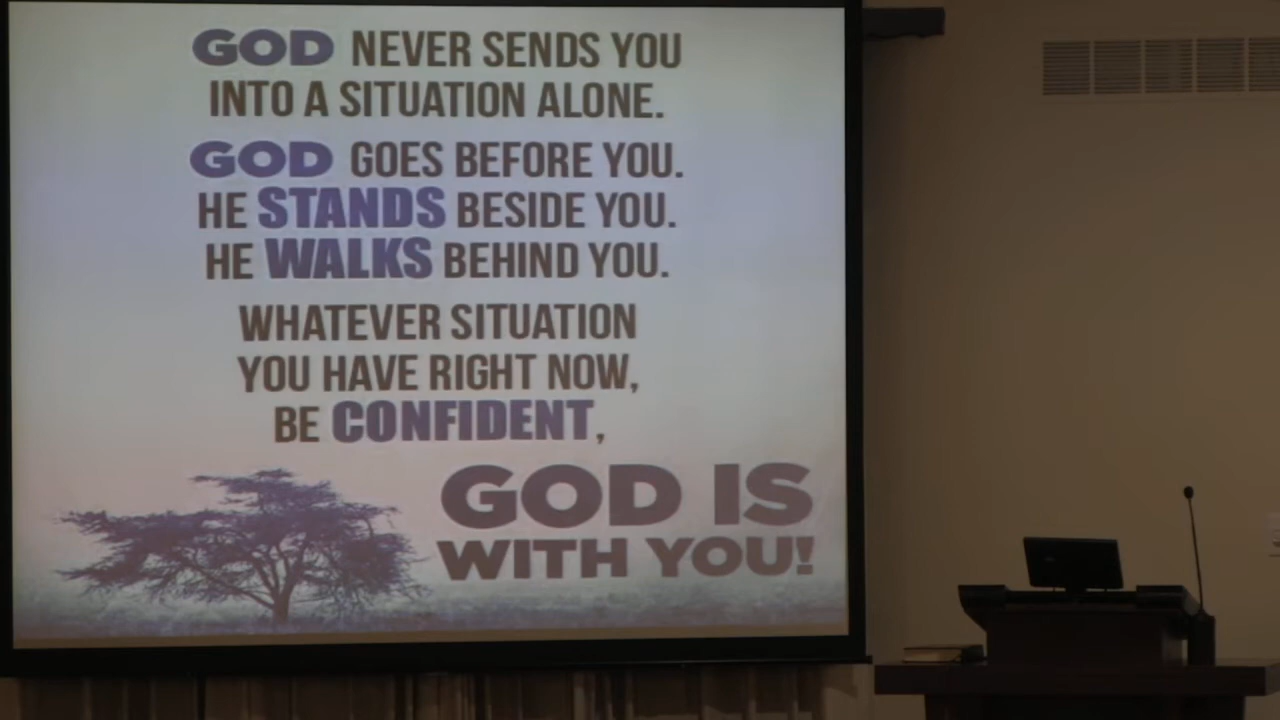 GOD NEVER SENDS YOU
INTO A SITUATION ALONE.
GOD GOES BEFORE YOU.
HE STANDS BESIDE YOU.
HE WALKS BEHIND YOU.
WHATEVER SITUATION
YOU HAVE RIGHT NOW,
BE CONFIDENT,
GOD IS
WITH YOU!